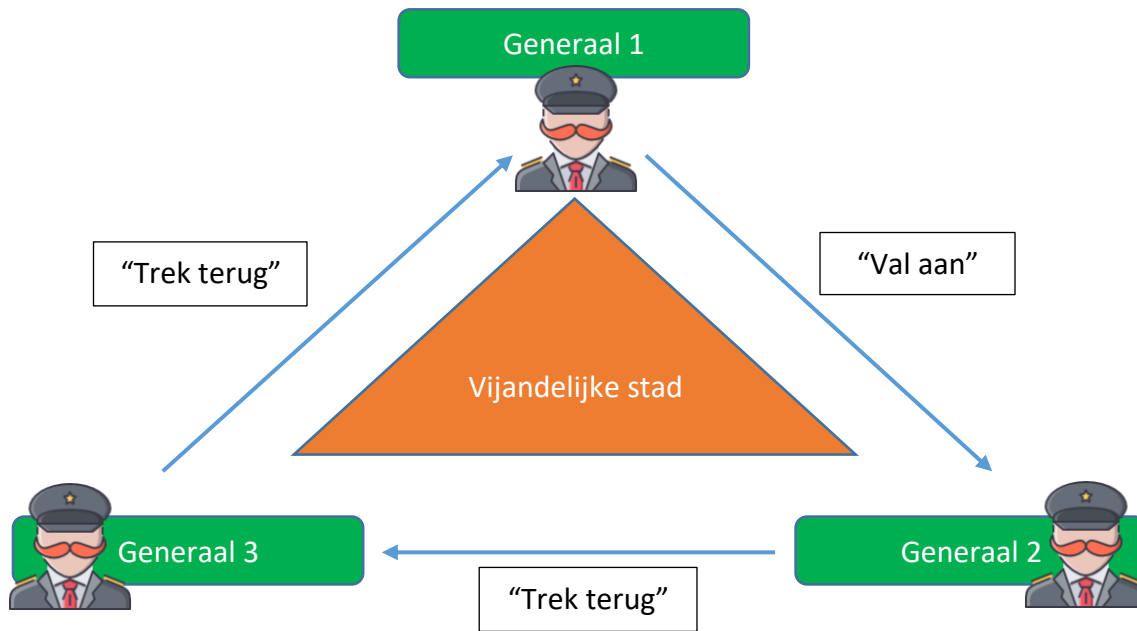 Generaal 1
“Trek terug”
“Val aan”
Vijandelijke stad
Generaal 3
Generaal 2
“Trek terug”